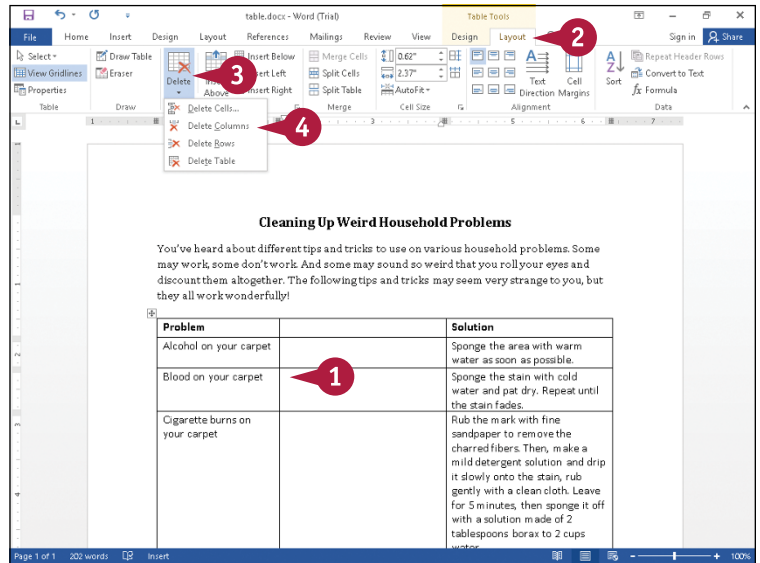 table.docx - Word (Trial)
Table Tools
File Home Insert Design Layout References Mailings Review View Design Layout
Sign in Share
2
Select
View Gridlines
Properties
Table
Draw Table
Eraser
Draw
Delete
3
Above
Insert Below
Insert Left
Insert Right
Merge Cells
Split Cells
Split Table
Merge
0.62"
2.37"
AutoFit
Cell Size
Text Direction
Cell Margins
Alignment
Sort
Repeat Header Rows
Convert to Text
Formula
Data
Delete Cells...
Delete Columns
Delete Rows
Delete Table
4
1 3 5 6 7
Cleaning Up Weird Household Problems
You've heard about different tips and tricks to use on various household problems. Some
may work, some don't work. And some may sound so weird that you roll your eyes and
discount them altogether. The following tips and tricks may seem very strange to you, but
they all work wonderfully!
Problem Solution
Alcohol on your carpet
Sponge the area with warm
water as soon as possible.
Blood on your carpet
1
Sponge the stain with cold
water and pat dry. Repeat until
the stain fades.
Cigarette burns on
your carpet
Rub the mark with fine
sandpaper to remove the
charred fibers. Then, make a
mild detergent solution and drip
it slowly onto the stain, rub
gently with a clean cloth. Leave
for 5 minutes, then sponge it off
with a solution made of 2
tablespoons borax to 2 cups
water
Page 1 of 1 202 words Insert 100%